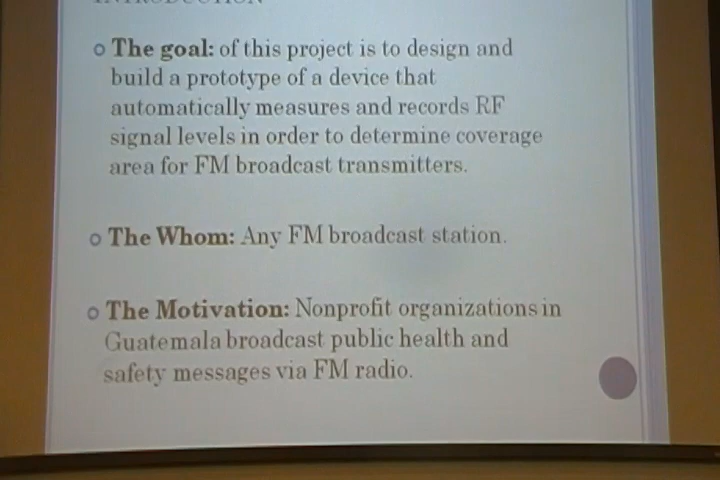 INTRODUCTION
The goal: of this project is to design and
build a prototype of a device that
automatically measures and records RF
signal levels in order to determine coverage
area for FM broadcast transmitters.
The Whom: Any FM broadcast station.
The Motivation: Nonprofit organizations in
Guatemala broadcast public health and
safety messages via FM radio.